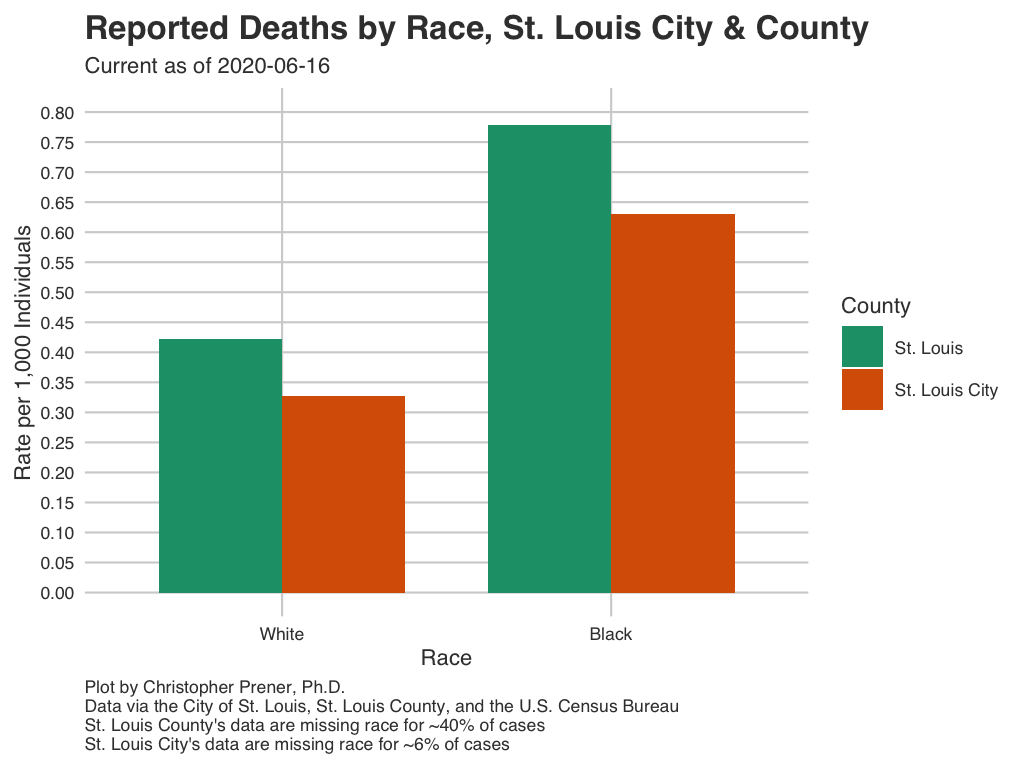 Reported Deaths by Race, St. Louis City & County
Current as of 2020-06-16
Rate per 1,000 Individuals
0.80
0.75
0.70
0.65
0.60
0.55
0.50
0.45
0.40
0.35
0.30
0.25
0.20
0.15
0.10
0.05
0.00
White
Black
Race
County
St. Louis
St. Louis City
Plot by Christopher Prener, Ph.D.
Data via the City of St. Louis, St. Louis County, and the U.S. Census Bureau
St. Louis County's data are missing race for ~40% of cases
St. Louis City's data are missing race for ~6% of cases